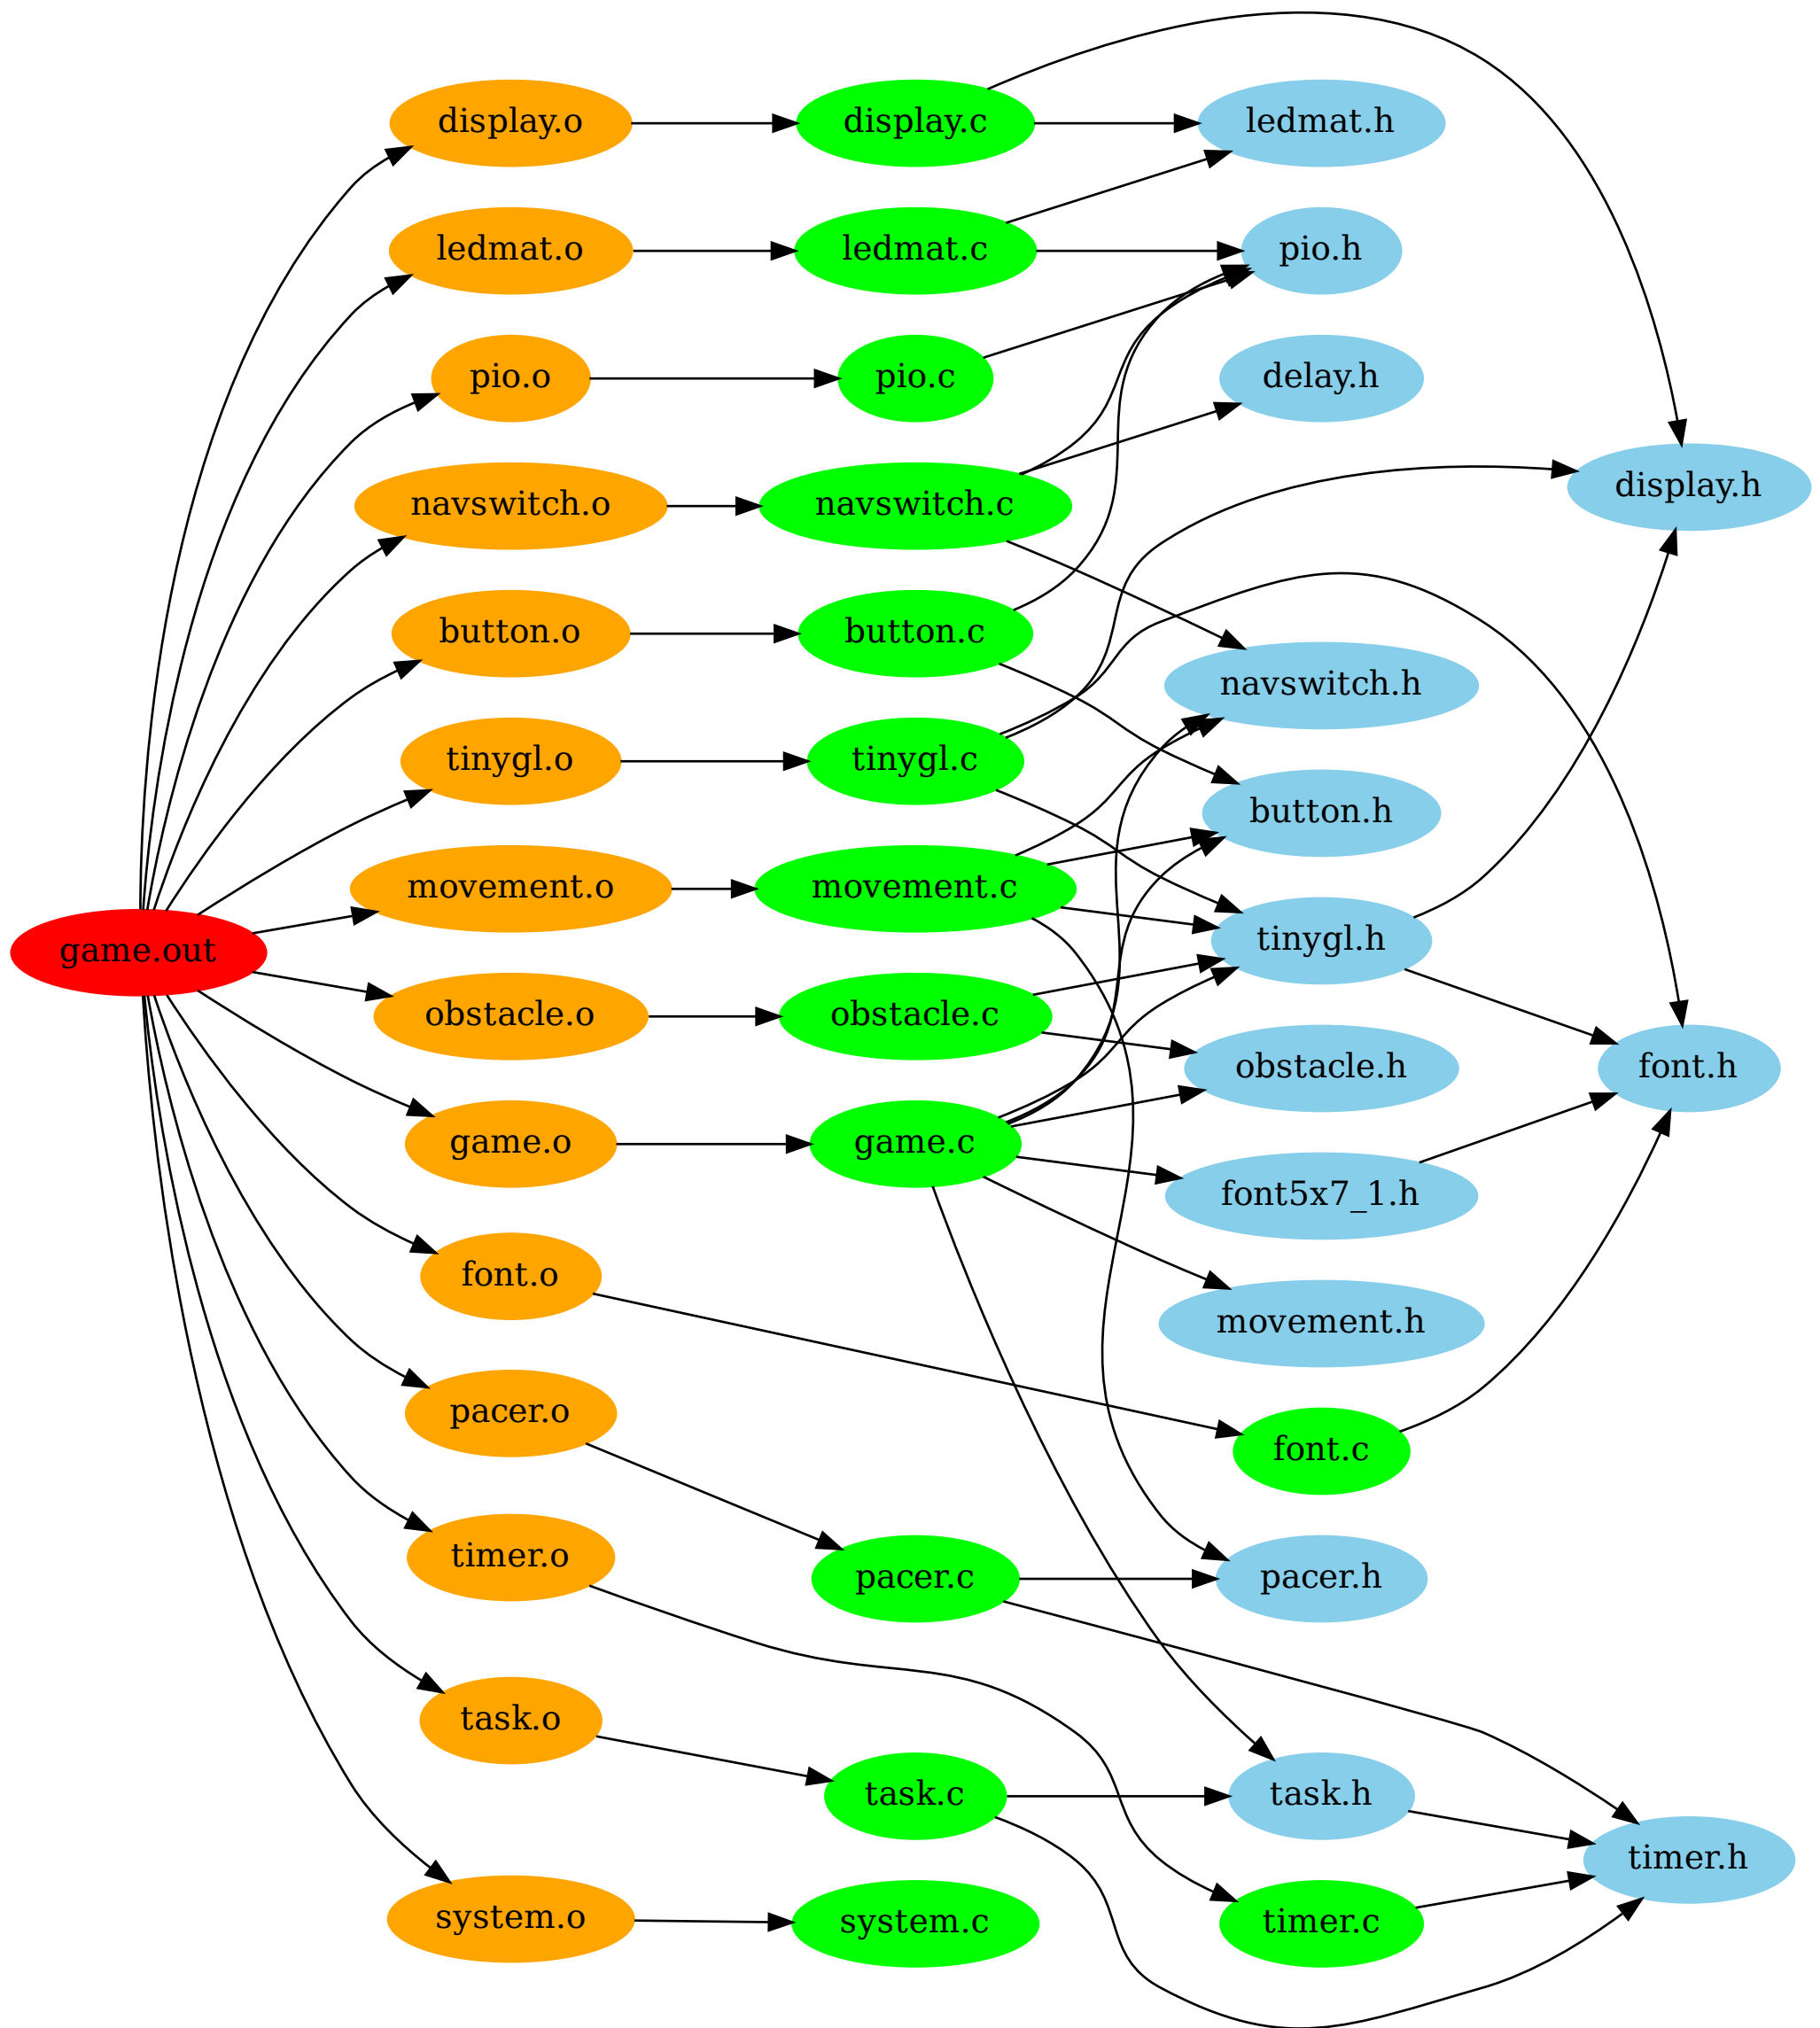 game.out
display.o
ledmat.o
pio.o
navswitch.o
button.o
tinygl.o
movement.o
obstacle.o
game.o
font.o
pacer.o
timer.o
task.o
system.o
display.c
ledmat.c
pio.c
navswitch.c
button.c
tinygl.c
movement.c
obstacle.c
game.c
pacer.c
task.c
system.c
ledmat.h
pio.h
delay.h
navswitch.h
button.h
tinygl.h
obstacle.h
font5x7_1.h
movement.h
font.c
pacer.h
task.h
timer.c
display.h
font.h
timer.h